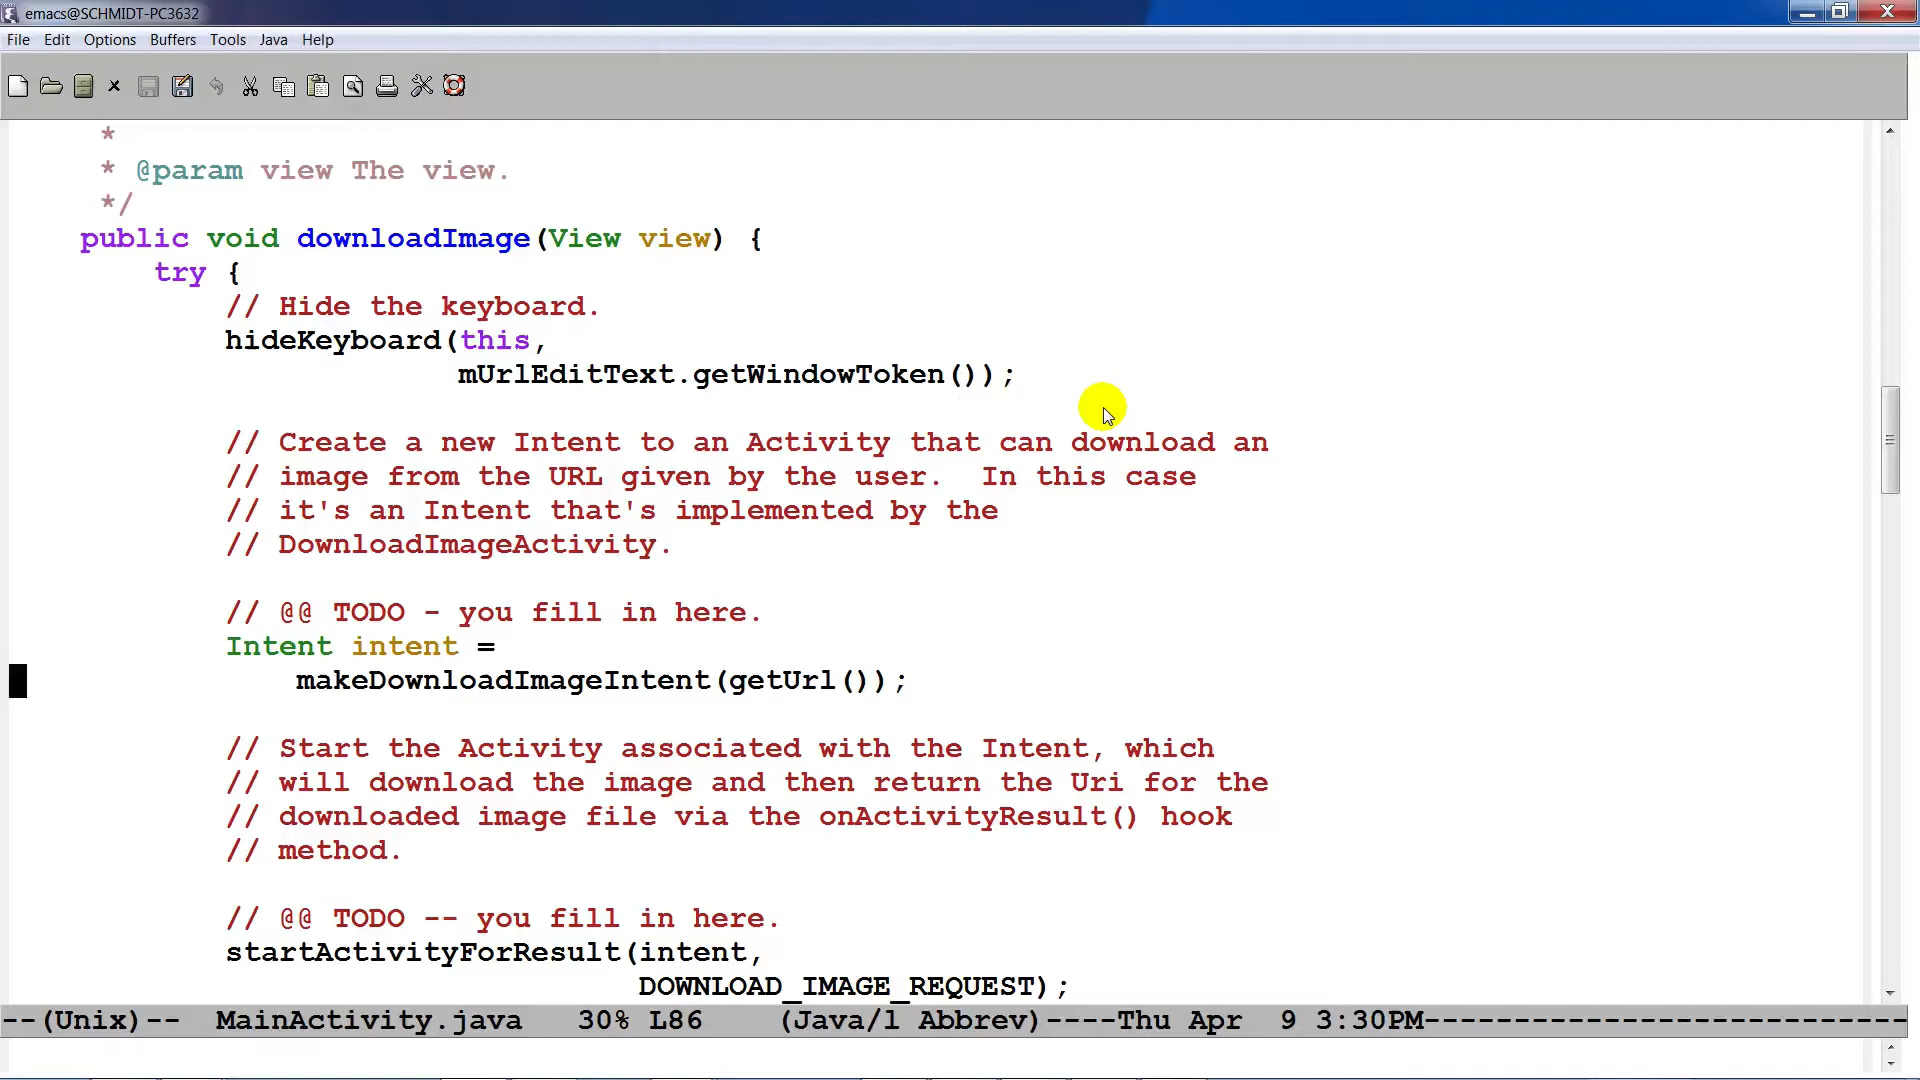 emacs@SCHMIDT-PC3632
File Edit Options Buffers Tools Java Help
*
* @param view The view.
*/
public void downloadImage(View view) {
try {
// Hide the keyboard.
hideKeyboard(this,
mUrlEditText.getWindowToken());
// Create a new Intent to an Activity that can download an
// image from the URL given by the user.  In this case
// it's an Intent that's implemented by the
// DownloadImageActivity.
// @@ TODO - you fill in here.
Intent intent =
makeDownloadImageIntent(getUrl());
// Start the Activity associated with the Intent, which
// will download the image and then return the Uri for the
// downloaded image file via the onActivityResult() hook
// method.
// @@ TODO -- you fill in here.
startActivityForResult(intent,
DOWNLOAD_IMAGE_REQUEST);
--(Unix)--  MainActivity.java   30% L86    (Java/l Abbrev)----Thu Apr  9 3:30PM---------------------------